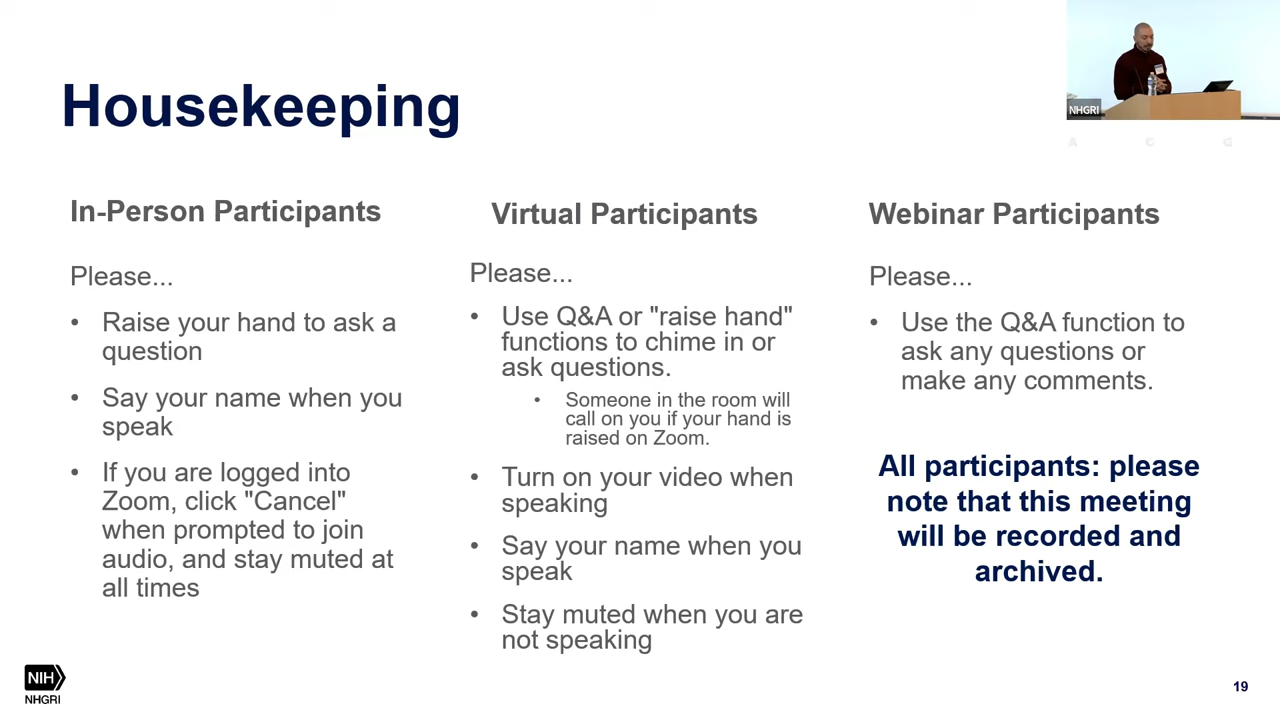 Housekeeping
NHGRI
A C G
In-Person Participants
Please...
• Raise your hand to ask a
question
• Say your name when you
speak
• If you are logged into
Zoom, click "Cancel"
when prompted to join
audio, and stay muted at
all times
Virtual Participants
Please...
• Use Q&A or "raise hand"
functions to chime in or
ask questions.
• Someone in the room will
call on you if your hand is
raised on Zoom.
• Turn on your video when
speaking
• Say your name when you
speak
• Stay muted when you are
not speaking
Webinar Participants
Please...
• Use the Q&A function to
ask any questions or
make any comments.
All participants: please
note that this meeting
will be recorded and
archived.
NIH
NHGRI
19